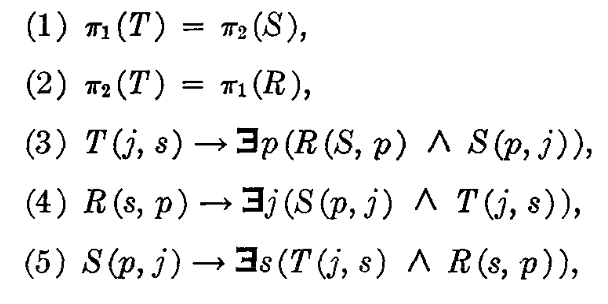 (1) π₁(T) = π₂(S),
(2) π₂(T) = π₁(R),
(3) T(j, s) → ∃p(R(S, p) ∧ S(p, j)),
(4) R(s, p) → ∃j(S(p, j) ∧ T(j, s)),
(5) S(p, j) → ∃s(T(j, s) ∧ R(s, p)),